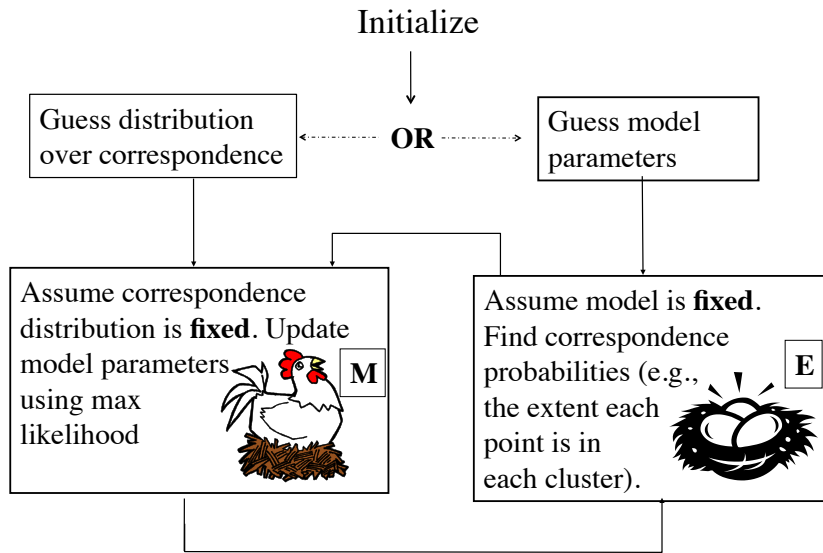 Initialize
Guess distribution
over correspondence
OR
Guess model
parameters
Assume correspondence
distribution is fixed. Update
model parameters
using max
likelihood
M
Assume model is fixed.
Find correspondence
probabilities (e.g.,
the extent each
point is in
each cluster).
E